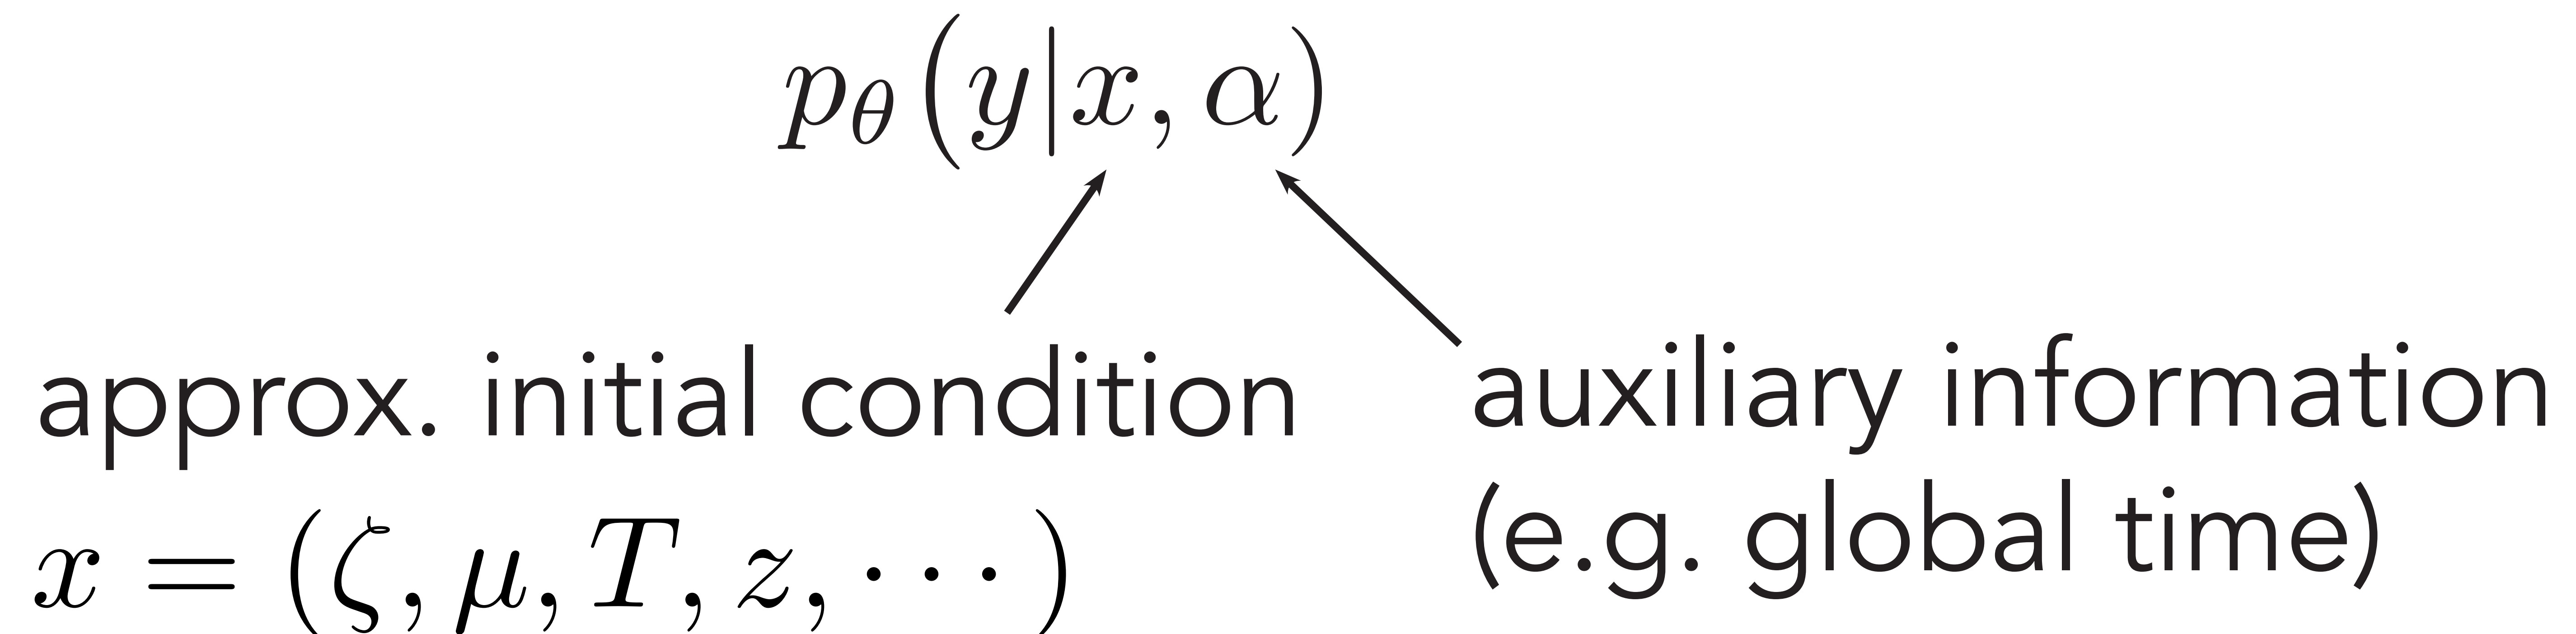 pθ(y|x, α)
approx. initial condition
x = (ζ, μ, T, z, ⋯)
auxiliary information
(e.g. global time)